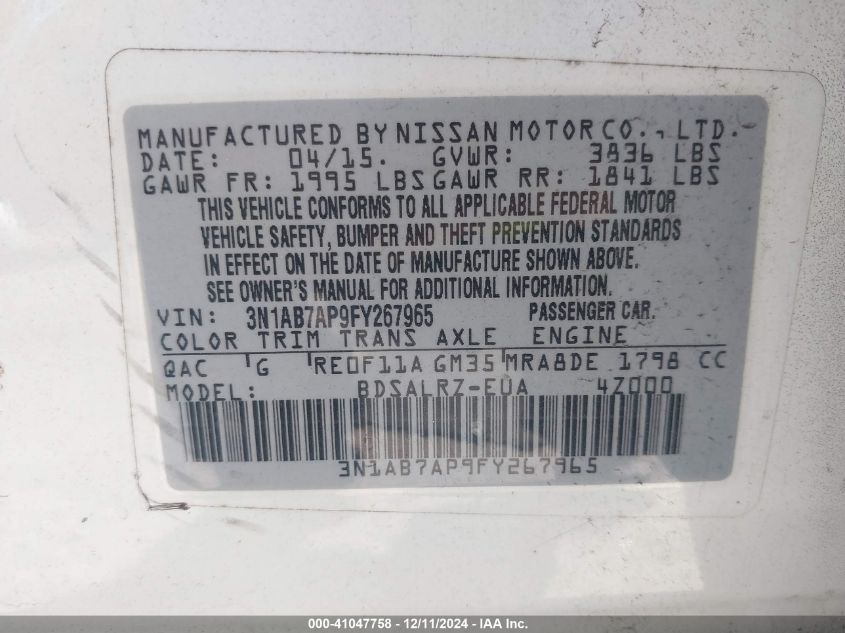 MANUFACTURED BY NISSAN MOTOR CO., LTD.
DATE: 04/15. GVWR: 3836 LBS
GAWR FR: 1995 LBS GAWR RR: 1841 LBS
THIS VEHICLE CONFORMS TO ALL APPLICABLE FEDERAL MOTOR
VEHICLE SAFETY, BUMPER AND THEFT PREVENTION STANDARDS
IN EFFECT ON THE DATE OF MANUFACTURE SHOWN ABOVE.
SEE OWNER'S MANUAL FOR ADDITIONAL INFORMATION.
VIN: 3N1AB7AP9FY267965 PASSENGER CAR.
COLOR TRIM TRANS AXLE ENGINE
QAC G RE0F11A GM35 MRA8DE 1798 CC
MODEL: BDSALRZ-EUA 4Z000
3N1AB7AP9FY267965
000-41047758 - 12/11/2024 - IAA Inc.